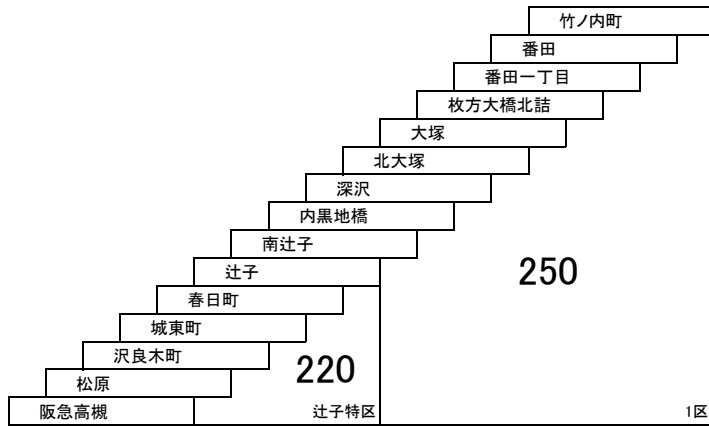 竹ノ内町
番田
番田一丁目
枚方大橋北詰
大塚
北大塚
深沢
内黒地橋
南辻子
250
辻子
春日町
城東町
沢良木町
220
松原
阪急高槻
辻子特区
1区